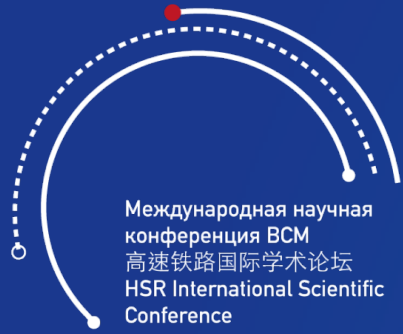 Международная научная
конференция ВСМ
高速铁路国际学术论坛
HSR International Scientific
Conference